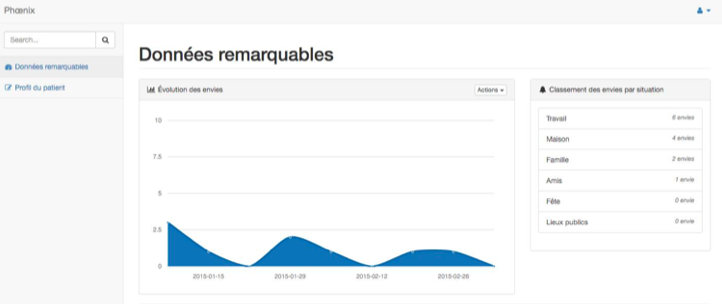 Phœnix
Search...
Données remarquables
Profil du patient
Données remarquables
Évolution des envies
Actions
10
7.5
5
2.5
0
2015-01-15
2015-01-29
2015-02-12
2015-02-26
Classement des envies par situation
Travail 6 envies
Maison 4 envies
Famille 2 envies
Amis 1 envie
Fête 0 envie
Lieux publics 0 envie